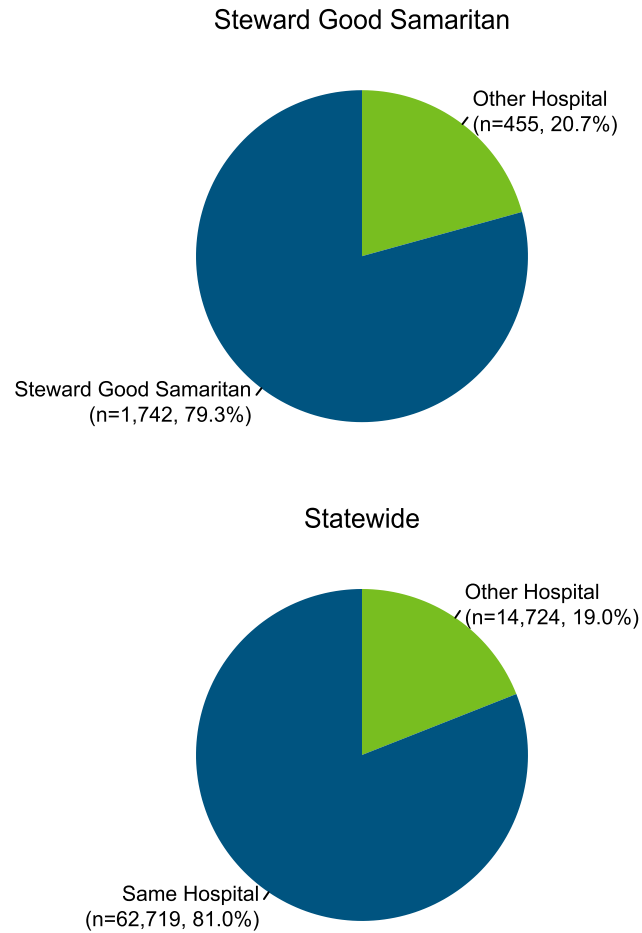 Steward Good Samaritan
Other Hospital
(n=455, 20.7%)
Steward Good Samaritan
(n=1,742, 79.3%)
Statewide
Other Hospital
(n=14,724, 19.0%)
Same Hospital
(n=62,719, 81.0%)